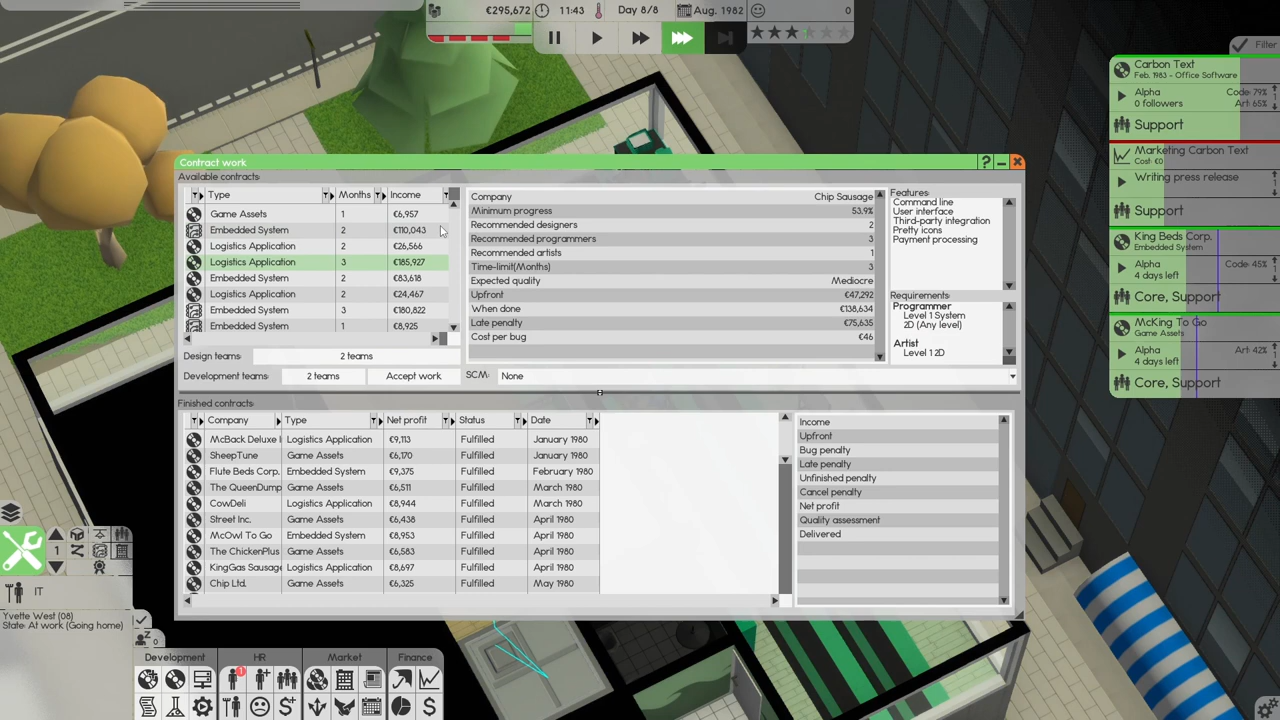 €295,672
11:43
Day 8/8
Aug. 1982
0
Filter
Carbon Text
Feb. 1983 - Office Software
Alpha
0 followers
Code: 79%
Art: 65%
1
Support
Marketing Carbon Text
Cost: €0
Writing press release
1
Support
King Beds Corp.
Embedded System
Alpha
4 days left
Code: 45%
1
Core, Support
McKing To Go
Game Assets
Alpha
4 days left
Art: 42%
1
Core, Support
Contract work
?
Available contracts:
Type Months Income
Game Assets 1 €6,957
Embedded System 2 €110,043
Logistics Application 2 €26,566
Logistics Application 3 €185,927
Embedded System 2 €83,618
Logistics Application 2 €24,467
Embedded System 3 €180,822
Embedded System 1 €8,925
Design teams: 2 teams
Development teams: 2 teams Accept work SCM: None
Company Chip Sausage
Minimum progress 53.9%
Recommended designers 2
Recommended programmers 3
Recommended artists 1
Time-limit(Months) 3
Expected quality Mediocre
Upfront €47,292
When done €138,634
Late penalty €75,635
Cost per bug €46
Features:
Command line
User interface
Third-party integration
Pretty icons
Payment processing
Requirements:
Programmer
Level 1 System
2D (Any level)
Artist
Level 1 2D
Finished contracts:
Company Type Net profit Status Date
McBack Deluxe I Logistics Application €9,113 Fulfilled January 1980
SheepTune Game Assets €6,170 Fulfilled January 1980
Flute Beds Corp. Embedded System €9,375 Fulfilled February 1980
The QueenDump Game Assets €6,511 Fulfilled March 1980
CowDeli Logistics Application €8,944 Fulfilled March 1980
Street Inc. Game Assets €6,438 Fulfilled April 1980
McOwl To Go Embedded System €8,953 Fulfilled April 1980
The ChickenPlus Game Assets €6,583 Fulfilled April 1980
KingGas Sausage Logistics Application €8,697 Fulfilled April 1980
Chip Ltd. Game Assets €6,325 Fulfilled May 1980
Income
Upfront
Bug penalty
Late penalty
Unfinished penalty
Cancel penalty
Net profit
Quality assessment
Delivered
1
IT
Yvette West (08)
State: At work (Going home)
0
Development HR Market Finance
1